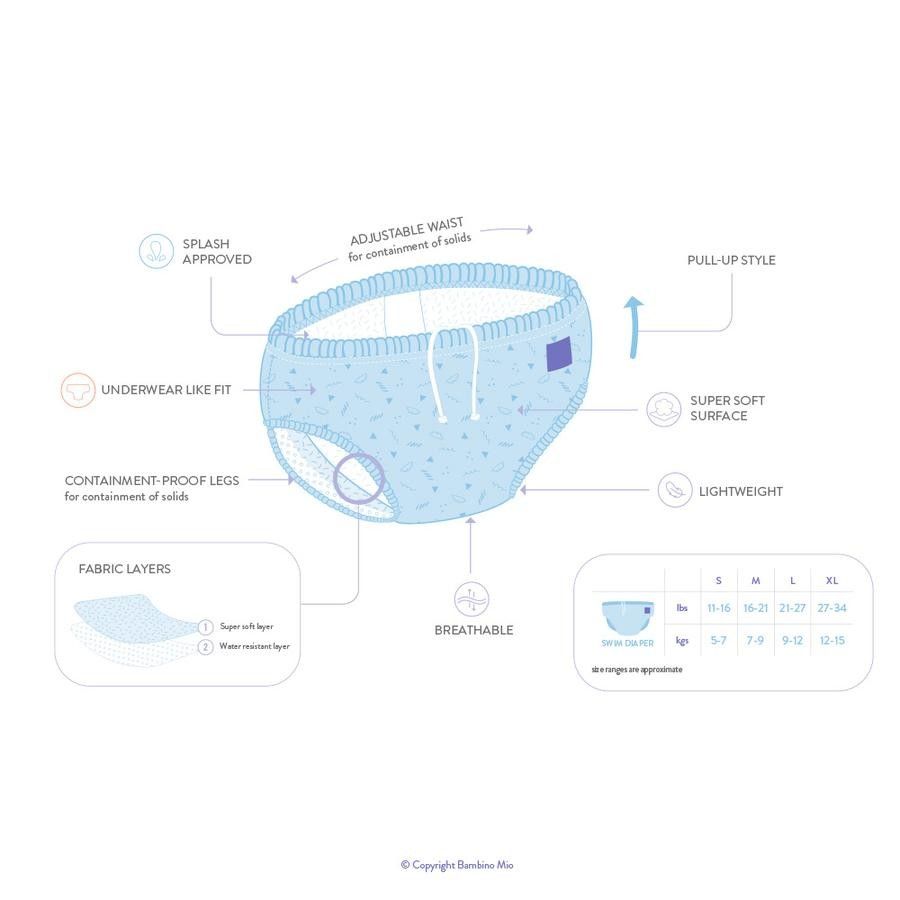 ADJUSTABLE WAIST
for containment of solids
SPLASH
APPROVED
PULL-UP STYLE
UNDERWEAR LIKE FIT
SUPER SOFT
SURFACE
CONTAINMENT-PROOF LEGS
for containment of solids
LIGHTWEIGHT
FABRIC LAYERS
1 Super soft layer
2 Water resistant layer
BREATHABLE
S M L XL
lbs 11-16 16-21 21-27 27-34
kgs 5-7 7-9 9-12 12-15
SWIM DIAPER
size ranges are approximate
© Copyright Bambino Mio